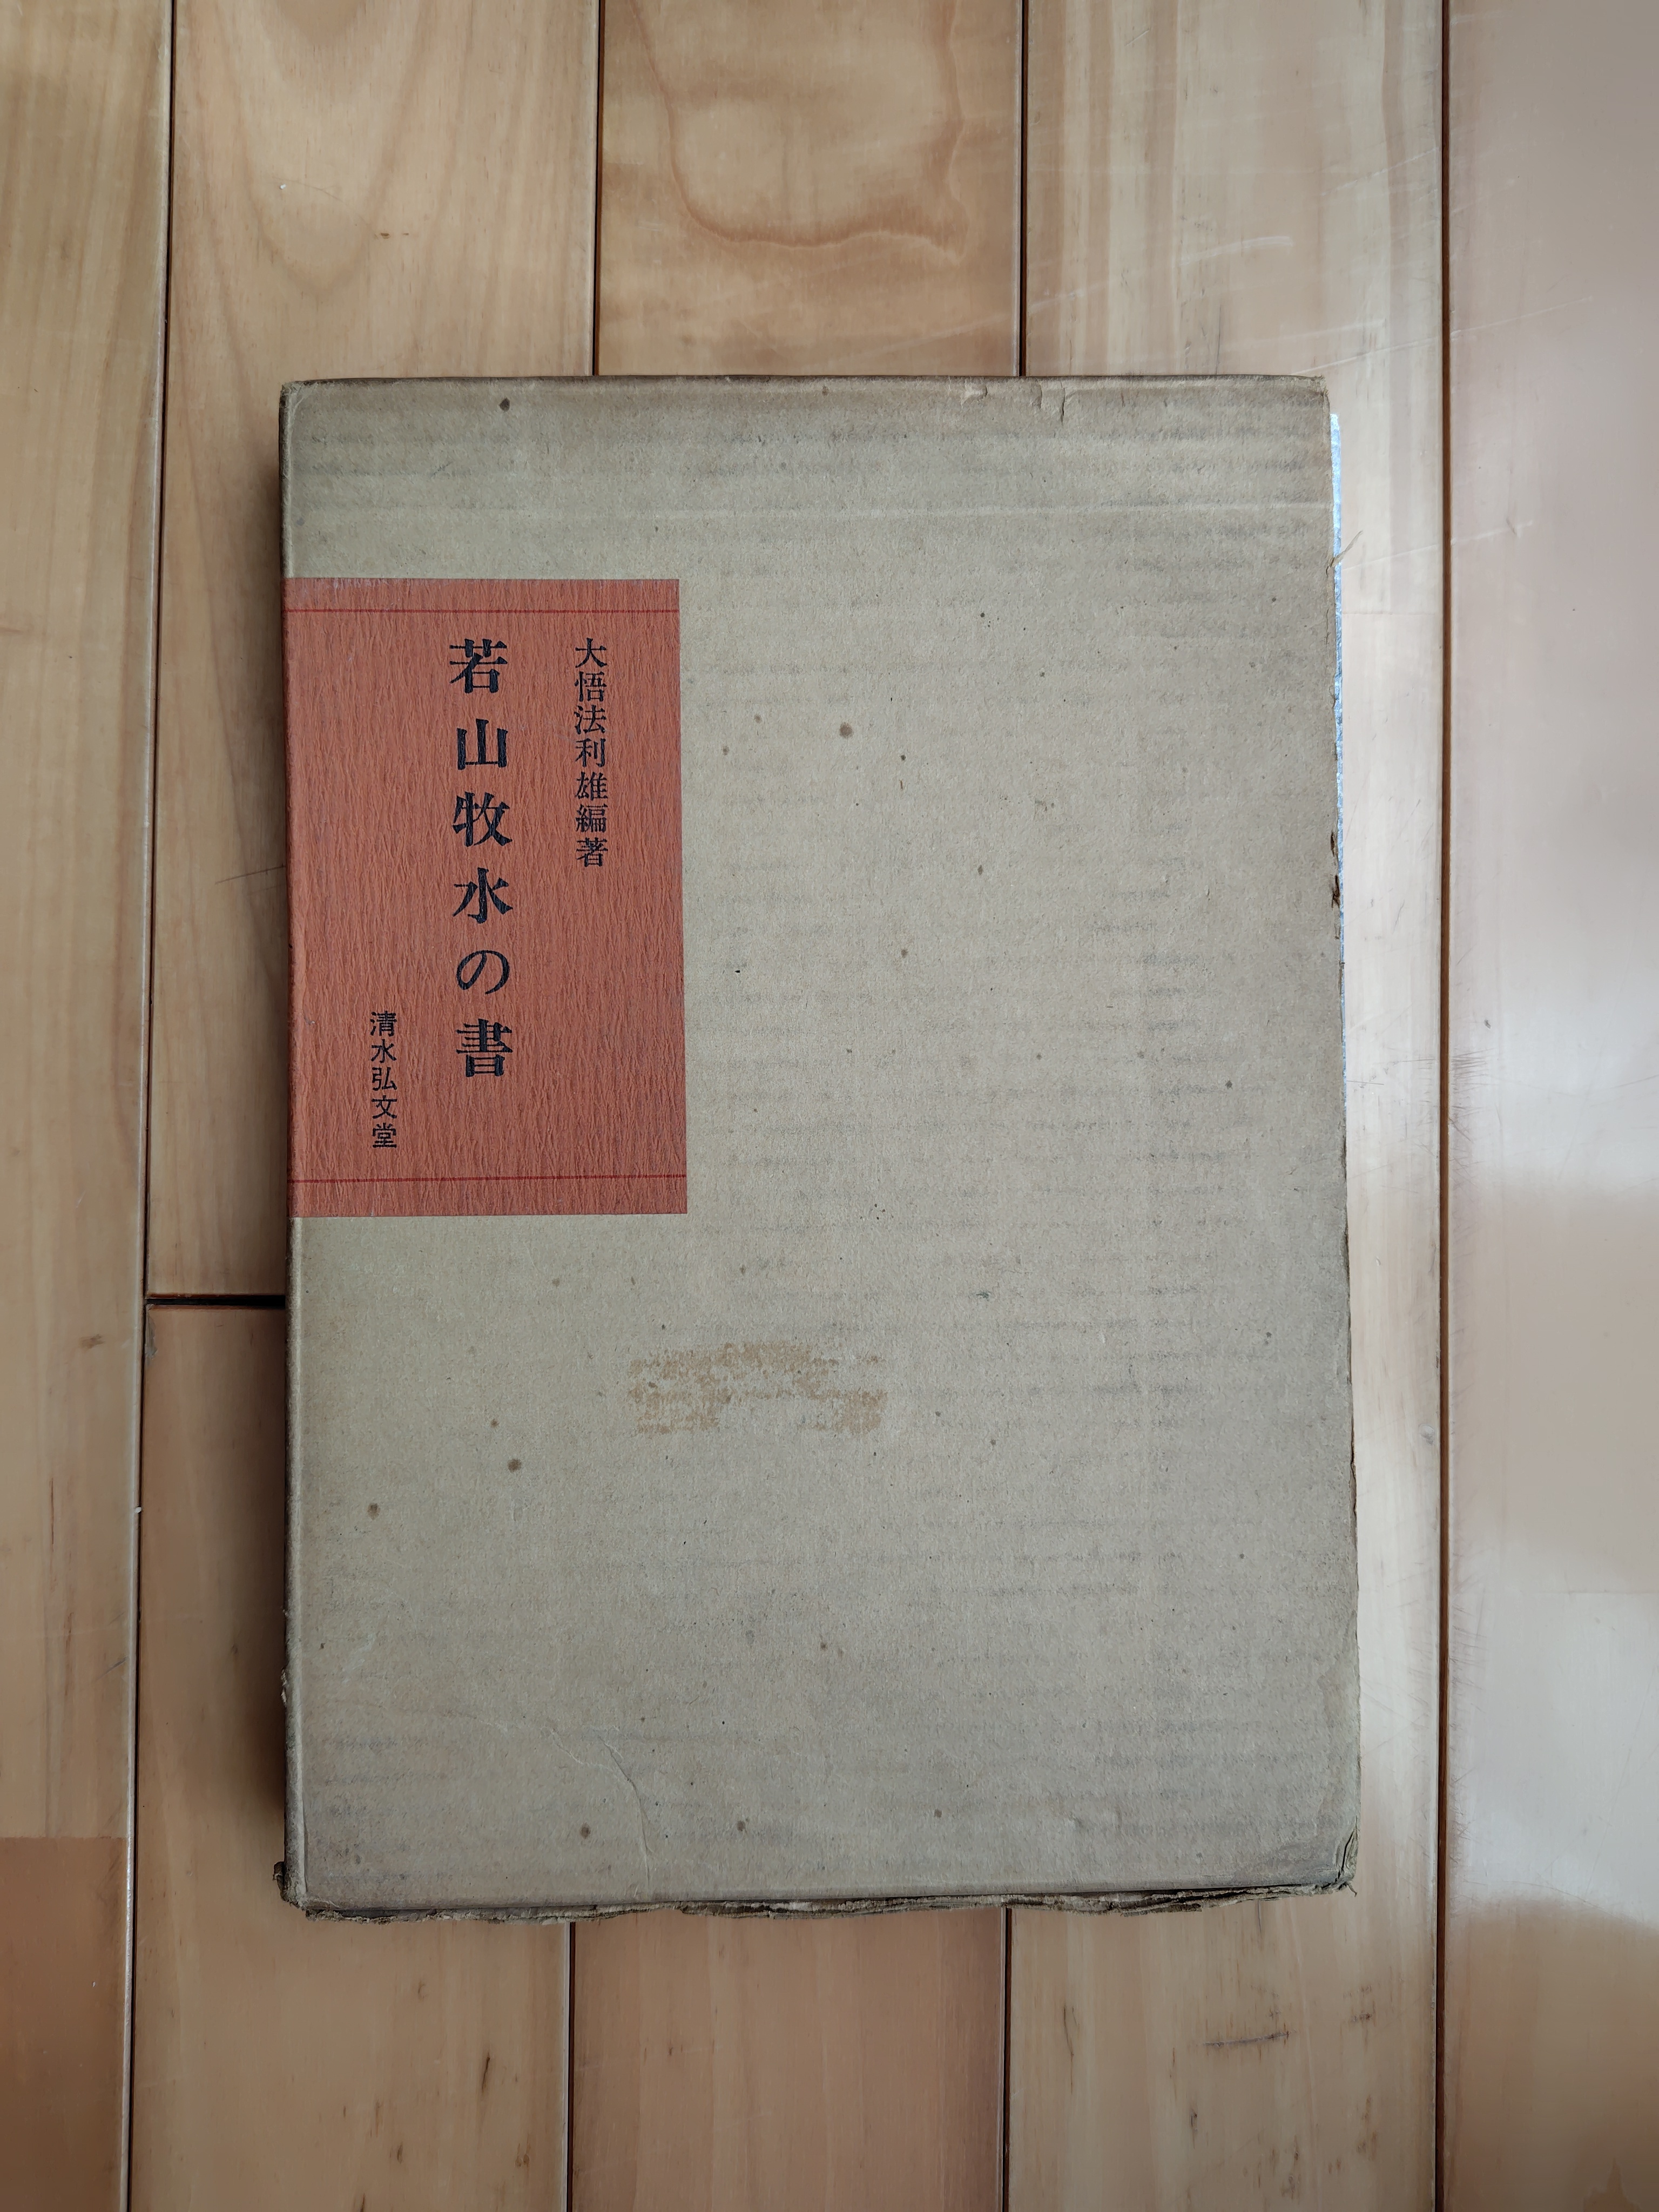 大悟法利雄編著
若山牧水の書
清水弘文堂